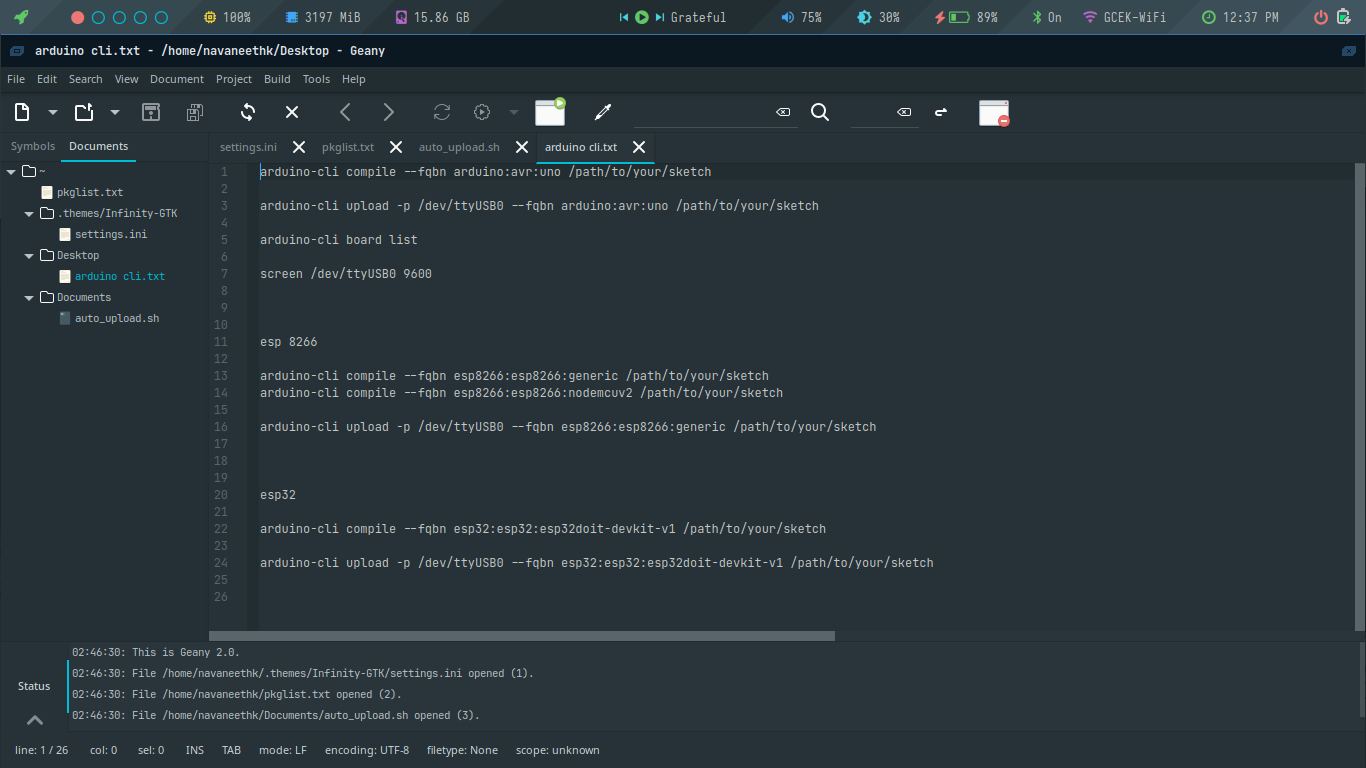 100% 3197 MiB 15.86 GB Grateful 75% 30% 89% On GCEK-WiFi 12:37 PM
arduino cli.txt - /home/navaneethk/Desktop - Geany
File Edit Search View Document Project Build Tools Help
Symbols Documents
~
pkglist.txt
.themes/Infinity-GTK
settings.ini
Desktop
arduino cli.txt
Documents
auto_upload.sh
settings.ini pkglist.txt auto_upload.sh arduino cli.txt
1 arduino-cli compile --fqbn arduino:avr:uno /path/to/your/sketch
2
3 arduino-cli upload -p /dev/ttyUSB0 --fqbn arduino:avr:uno /path/to/your/sketch
4
5 arduino-cli board list
6
7 screen /dev/ttyUSB0 9600
8
9
10
11 esp 8266
12
13 arduino-cli compile --fqbn esp8266:esp8266:generic /path/to/your/sketch
14 arduino-cli compile --fqbn esp8266:esp8266:nodemcuv2 /path/to/your/sketch
15
16 arduino-cli upload -p /dev/ttyUSB0 --fqbn esp8266:esp8266:generic /path/to/your/sketch
17
18
19
20 esp32
21
22 arduino-cli compile --fqbn esp32:esp32:esp32doit-devkit-v1 /path/to/your/sketch
23
24 arduino-cli upload -p /dev/ttyUSB0 --fqbn esp32:esp32:esp32doit-devkit-v1 /path/to/your/sketch
25
26
Status
02:46:30: This is Geany 2.0.
02:46:30: File /home/navaneethk/.themes/Infinity-GTK/settings.ini opened (1).
02:46:30: File /home/navaneethk/pkglist.txt opened (2).
02:46:30: File /home/navaneethk/Documents/auto_upload.sh opened (3).
line: 1 / 26 col: 0 sel: 0 INS TAB mode: LF encoding: UTF-8 filetype: None scope: unknown